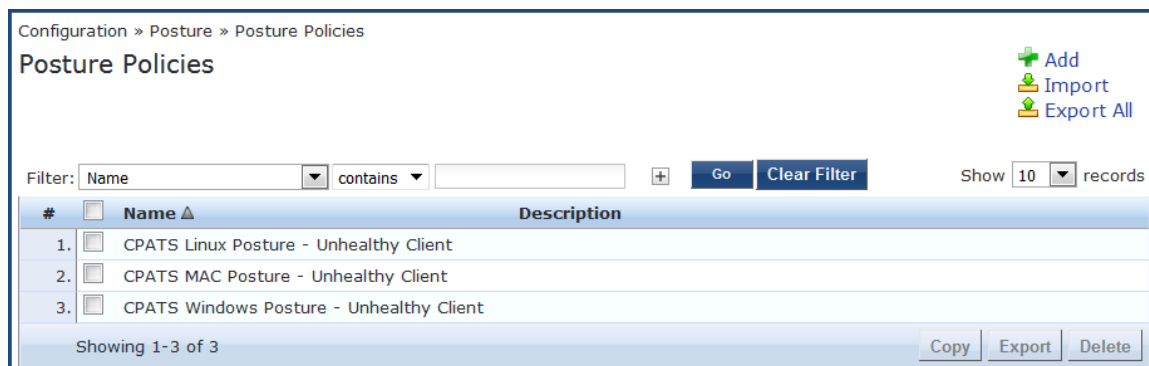 Configuration » Posture » Posture Policies
Posture Policies
Add
Import
Export All
Filter: Name contains + Go Clear Filter Show 10 records
# Name Description
1. CPATS Linux Posture - Unhealthy Client
2. CPATS MAC Posture - Unhealthy Client
3. CPATS Windows Posture - Unhealthy Client
Showing 1-3 of 3 Copy Export Delete